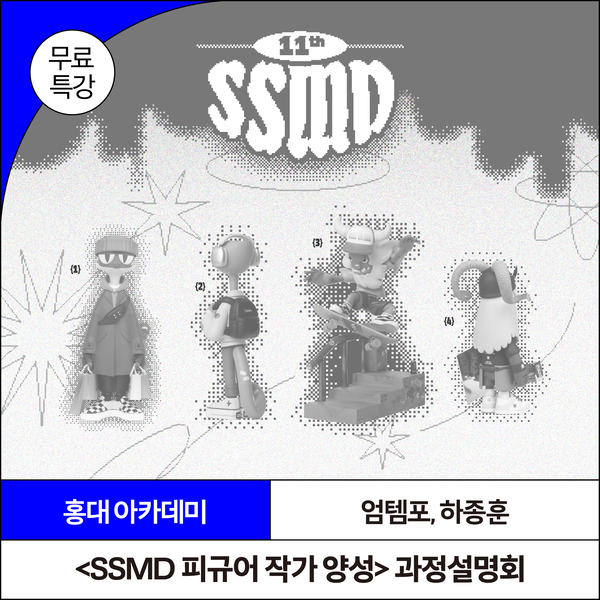 무료
특강
11th
SSMD
(1)
(2)
(3)
(4)
홍대 아카데미
엄템포, 하종훈
<SSMD 피규어 작가 양성> 과정설명회